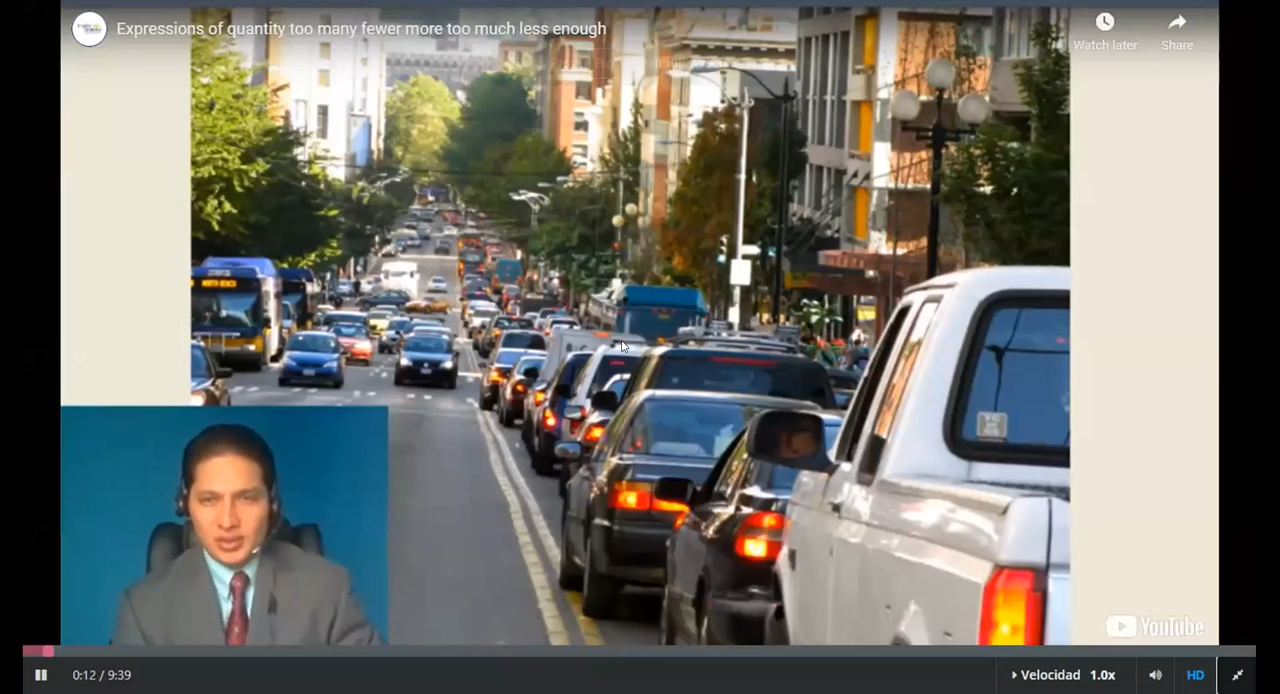 Expressions of quantity too many fewer more too much less enough
Watch later
Share
YouTube
0:12 / 9:39
Velocidad 1.0x
HD